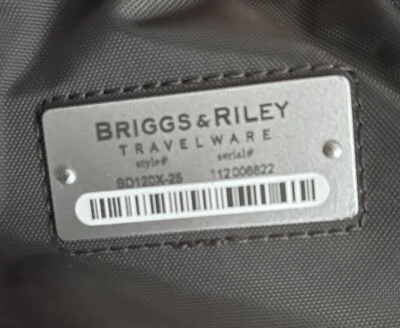 BRIGGS & RILEY
TRAVELWARE
style# serial#
BD120X-25 112006822